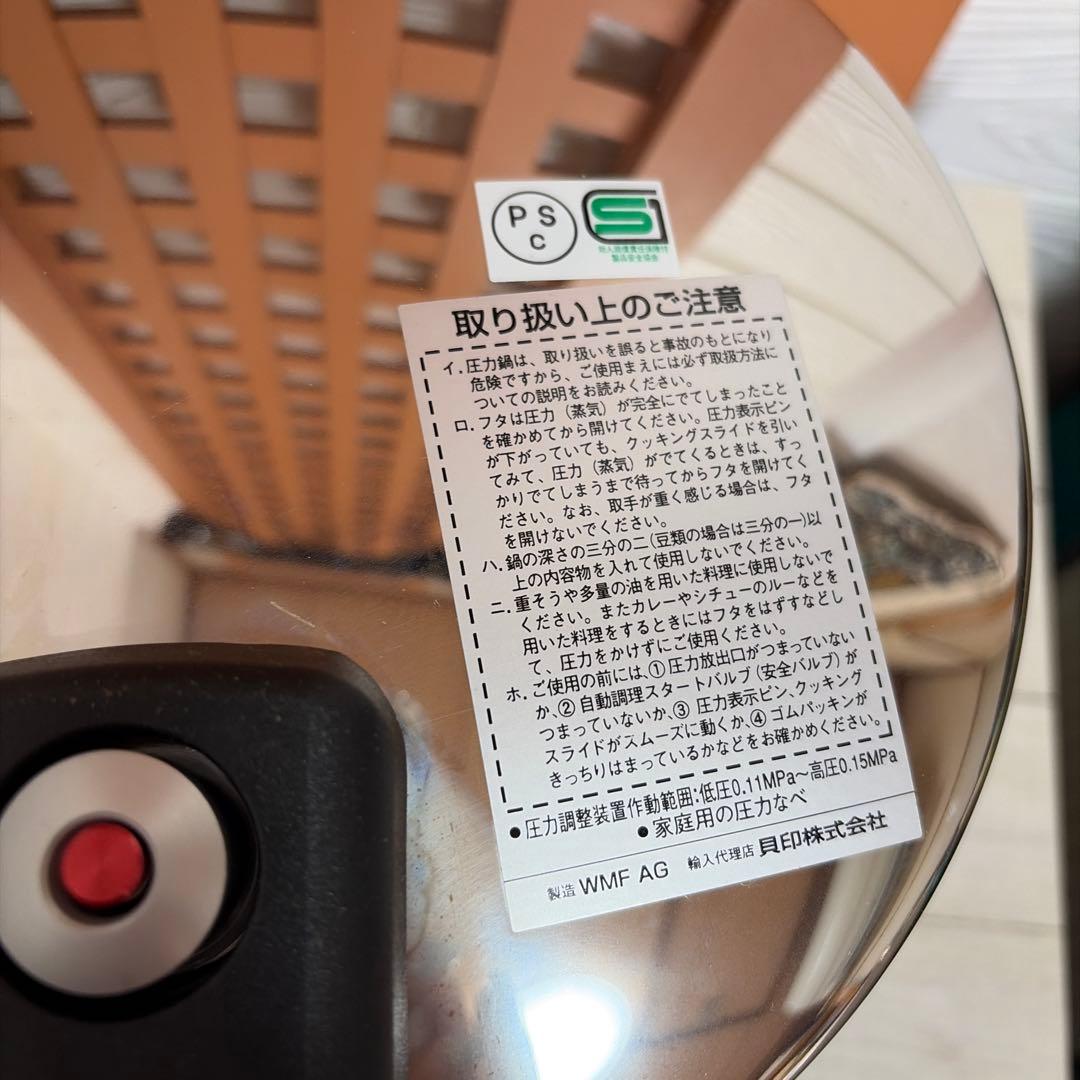 PS
C
S1
対人賠償責任保険付
製品安全協会
取り扱い上のご注意
イ.圧力鍋は、取り扱いを誤ると事故のもとになり
危険ですから、ご使用まえには必ず取扱方法に
ついての説明をお読みください。
ロ.フタは圧力(蒸気)が完全にでてしまったこと
を確かめてから開けてください。圧力表示ピン
が下がっていても、クッキングスライドを引い
てみて、圧力(蒸気)がでてくるときは、すっ
かりでてしまうまで待ってからフタを開けてく
ださい。なお、取手が重く感じる場合は、フタ
を開けないでください。
ハ.鍋の深さの三分の二(豆類の場合は三分の一)以
上の内容物を入れて使用しないでください。
ニ.重そうや多量の油を用いた料理に使用しないで
ください。またカレーやシチューのルーなどを
用いた料理をするときにはフタをはずすなどし
て、圧力をかけずにご使用ください。
ホ.ご使用の前には、①圧力放出口がつまっていない
か、②自動調理スタートバルブ(安全バルブ)が
つまっていないか、③圧力表示ピン、クッキング
スライドがスムーズに動くか、④ゴムパッキンが
きっちりはまっているかなどをお確かめください。
●圧力調整装置作動範囲:低圧0.11MPa～高圧0.15MPa
●家庭用の圧力なべ
製造 WMF AG 輸入代理店 貝印株式会社